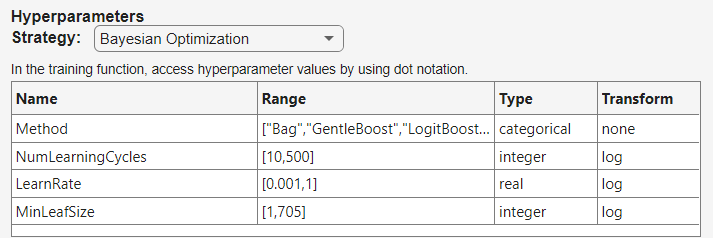 Hyperparameters
Strategy: Bayesian Optimization
In the training function, access hyperparameter values by using dot notation.
Name Range Type Transform
Method ["Bag","GentleBoost","LogitBoost... categorical none
NumLearningCycles [10,500] integer log
LearnRate [0.001,1] real log
MinLeafSize [1,705] integer log